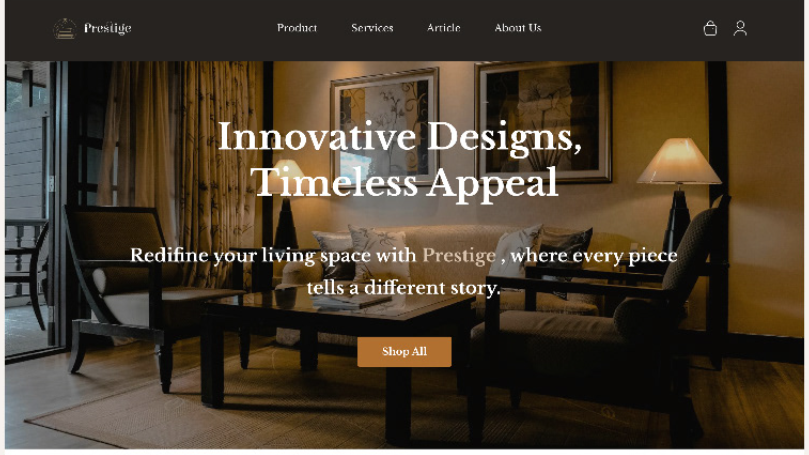 Prestige
Product Services Article About Us
Innovative Designs,
Timeless Appeal
Redifine your living space with Prestige , where every piece
tells a different story.
Shop All